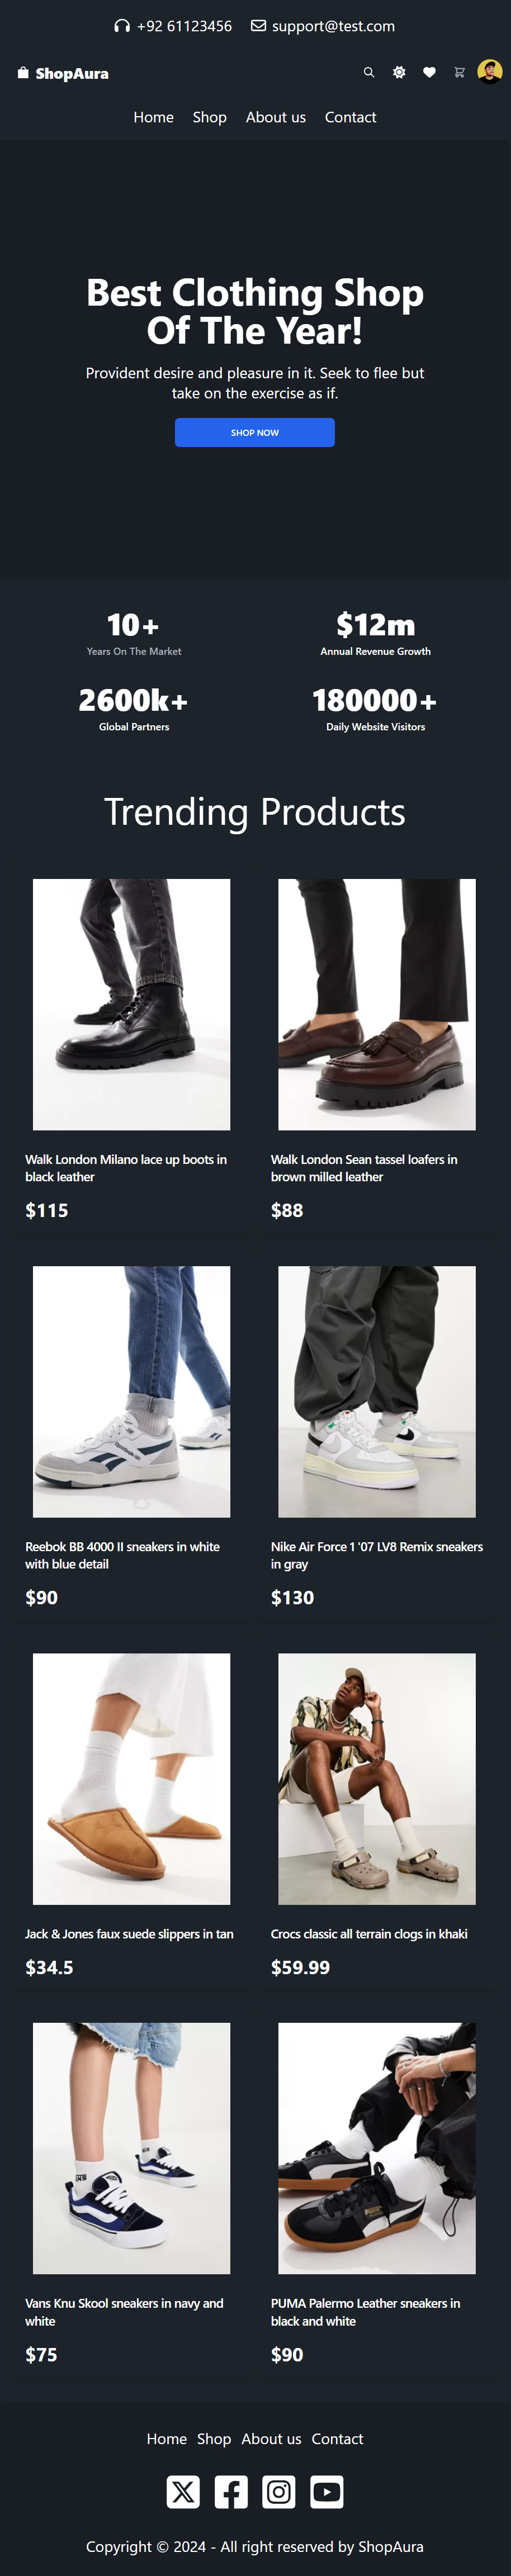 +92 61123456 support@test.com
ShopAura
Home Shop About us Contact
Best Clothing Shop
Of The Year!
Provident desire and pleasure in it. Seek to flee but
take on the exercise as if.
SHOP NOW
10+
Years On The Market
$12m
Annual Revenue Growth
2600k+
Global Partners
180000+
Daily Website Visitors
Trending Products
Walk London Milano lace up boots in
black leather
$115
Walk London Sean tassel loafers in
brown milled leather
$88
Reebok
Reebok BB 4000 II sneakers in white
with blue detail
$90
Nike Air Force 1 '07 LV8 Remix sneakers
in gray
$130
Jack & Jones faux suede slippers in tan
$34.5
Crocs classic all terrain clogs in khaki
$59.99
Vans Knu Skool sneakers in navy and
white
$75
PUMA Palermo Leather sneakers in
black and white
$90
Home Shop About us Contact
Copyright © 2024 - All right reserved by ShopAura